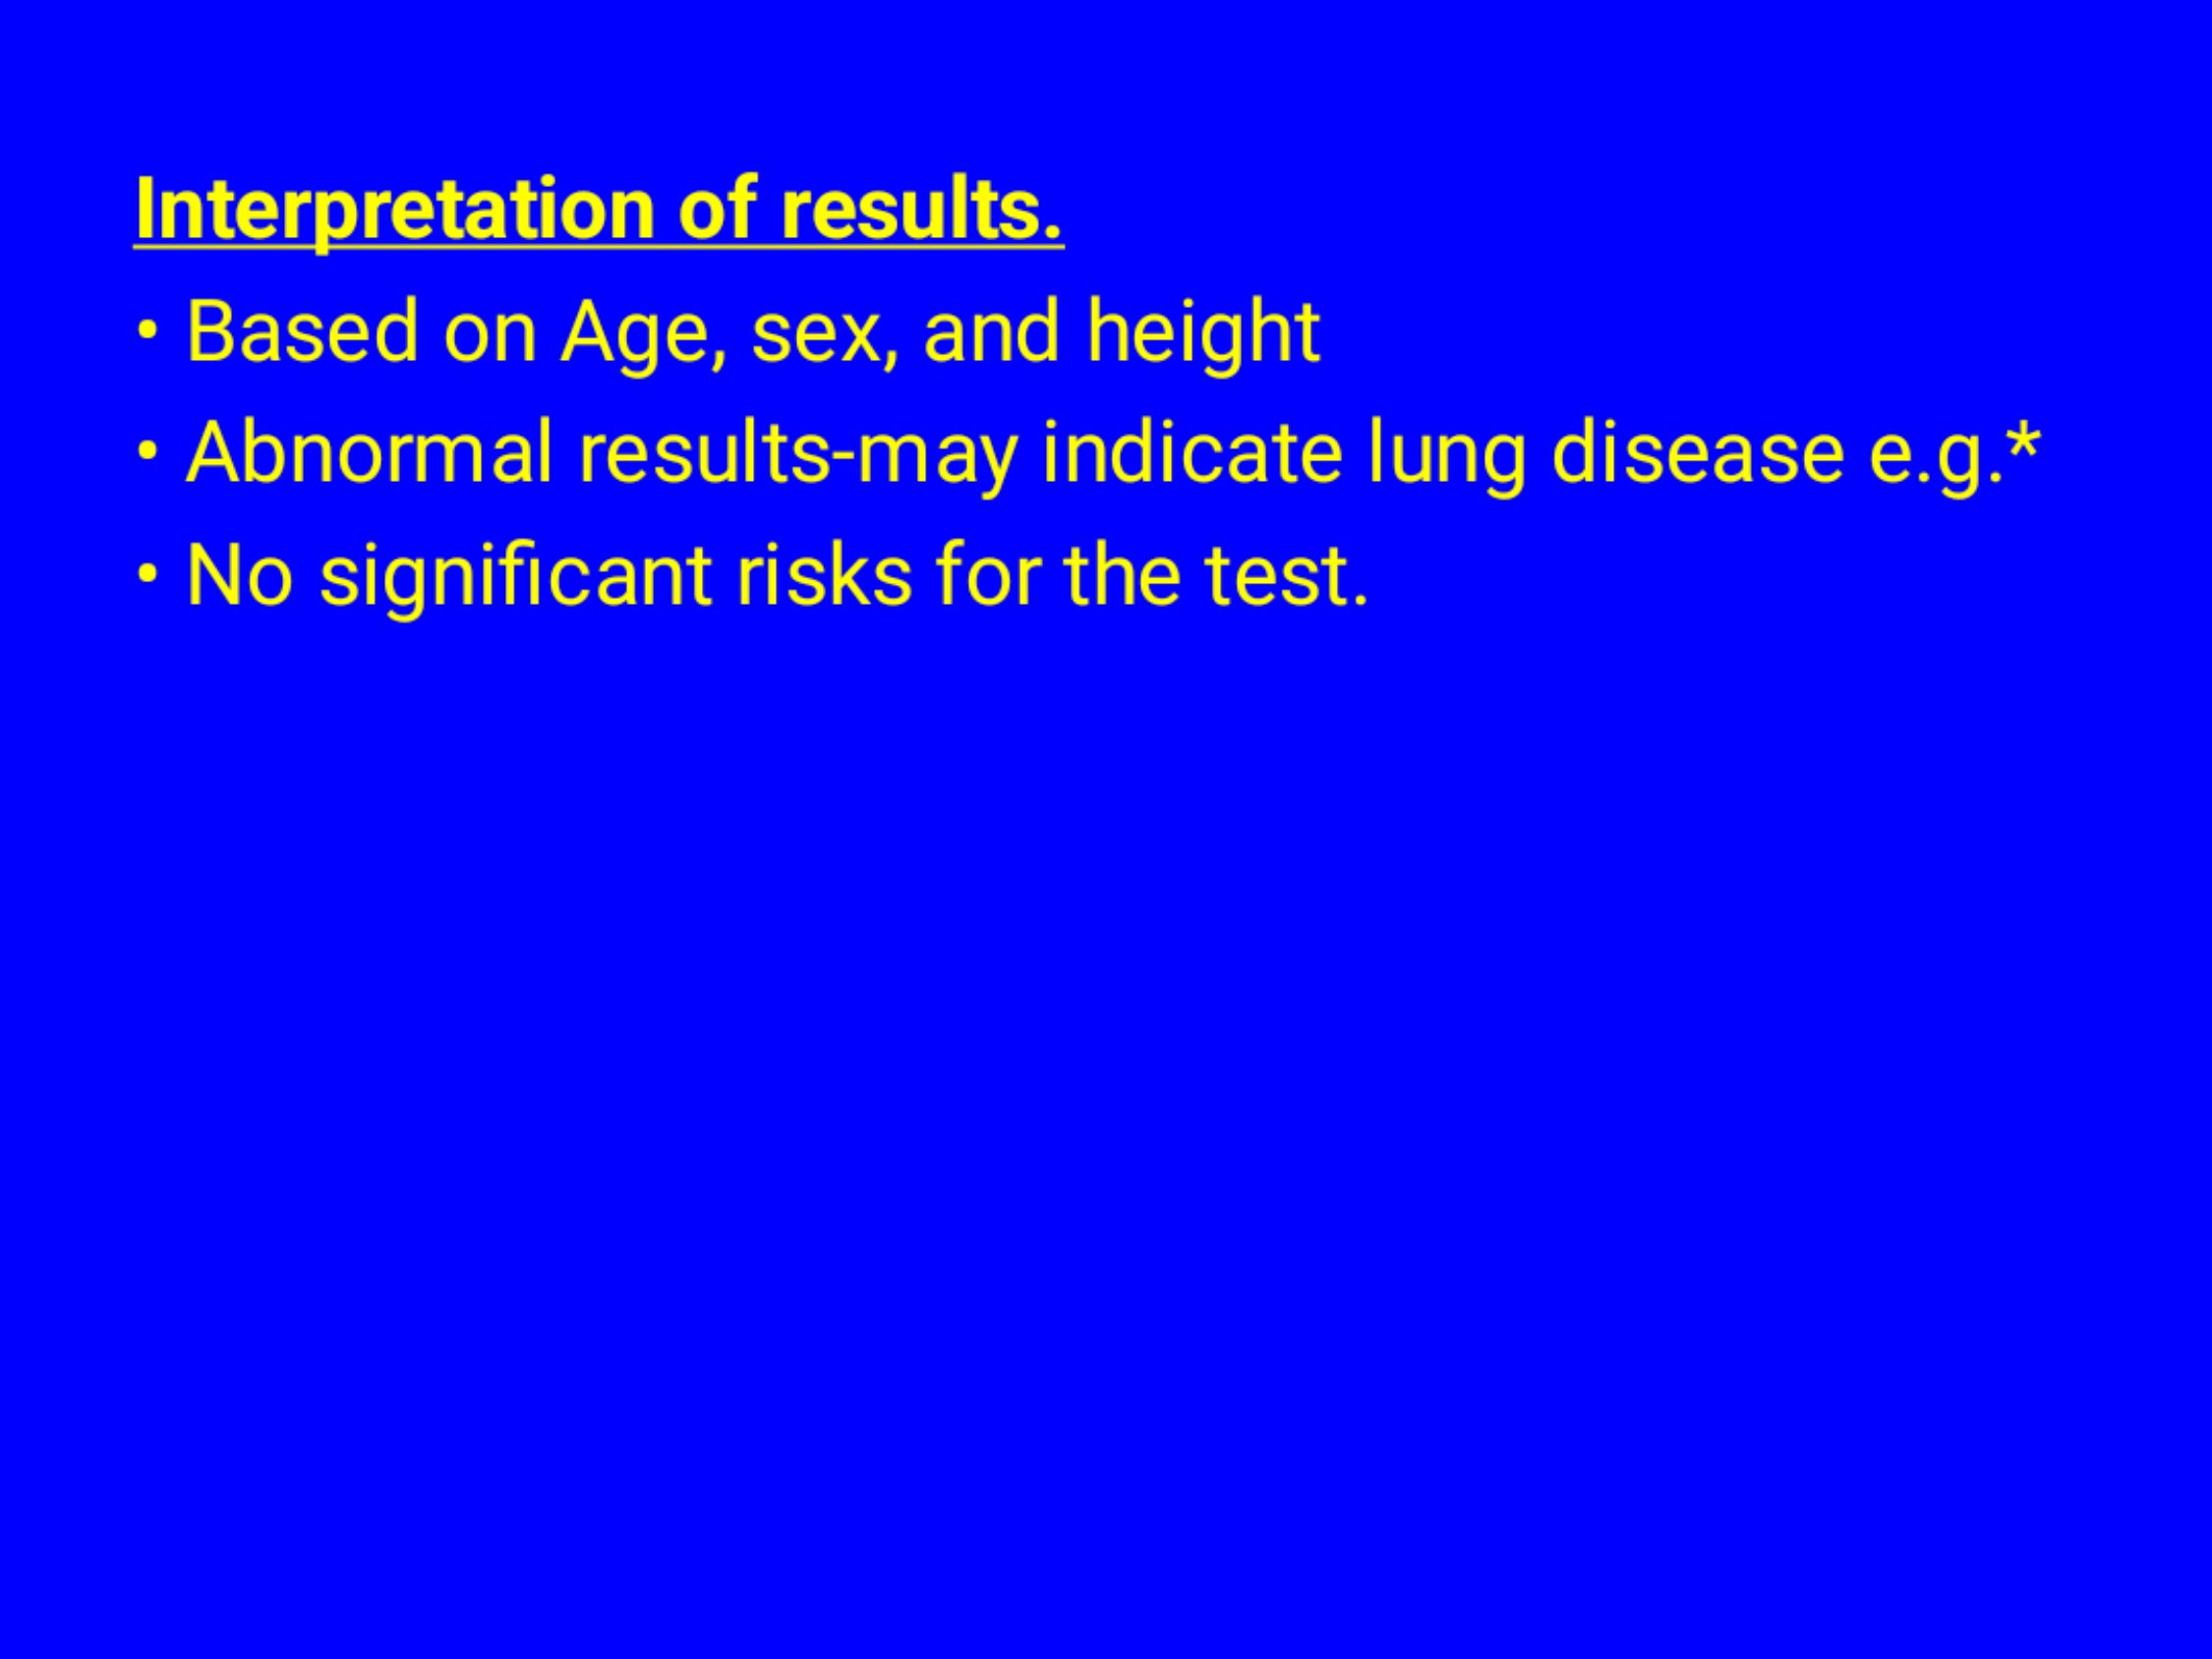 Interpretation of results.
• Based on Age, sex, and height
• Abnormal results-may indicate lung disease e.g.*
• No significant risks for the test.